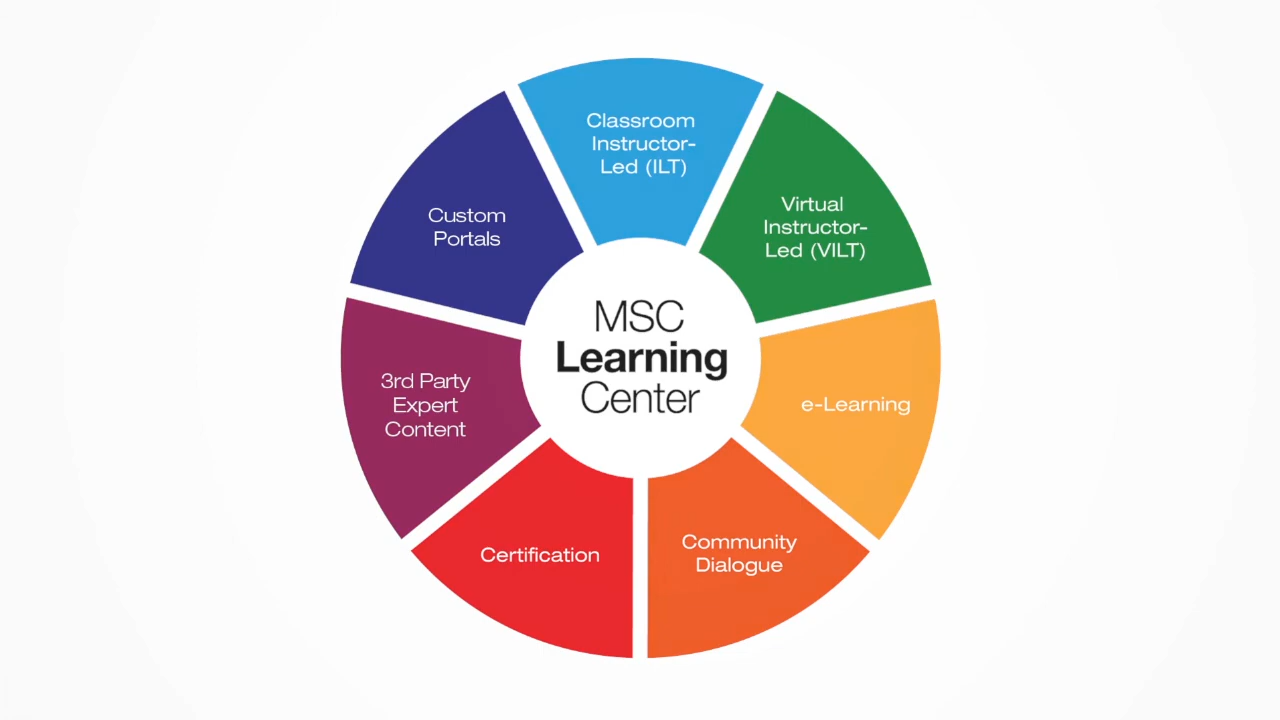 Classroom
Instructor-
Led (ILT)
Virtual
Instructor-
Led (VILT)
e-Learning
Community
Dialogue
Certification
3rd Party
Expert
Content
Custom
Portals
MSC
Learning
Center